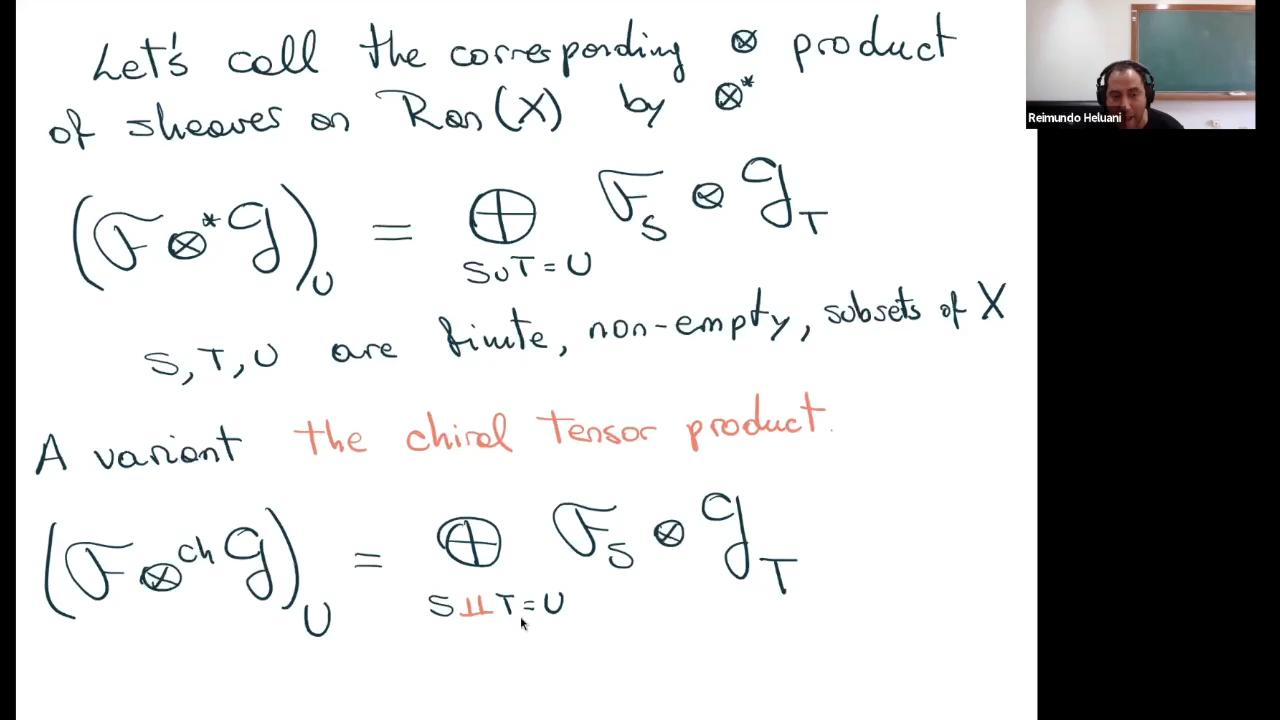 Let's call the corresponding ⊗ product
of sheaves on Ran(X) by ⊗*
(F ⊗* G)_U = ⊕_{S∪T=U} F_S ⊗ G_T
S, T, U are finite, non-empty, subsets of X
A variant the chiral tensor product.
(F ⊗^ch G)_U = ⊕_{S⨿T=U} F_S ⊗ G_T
Reimundo Heluani